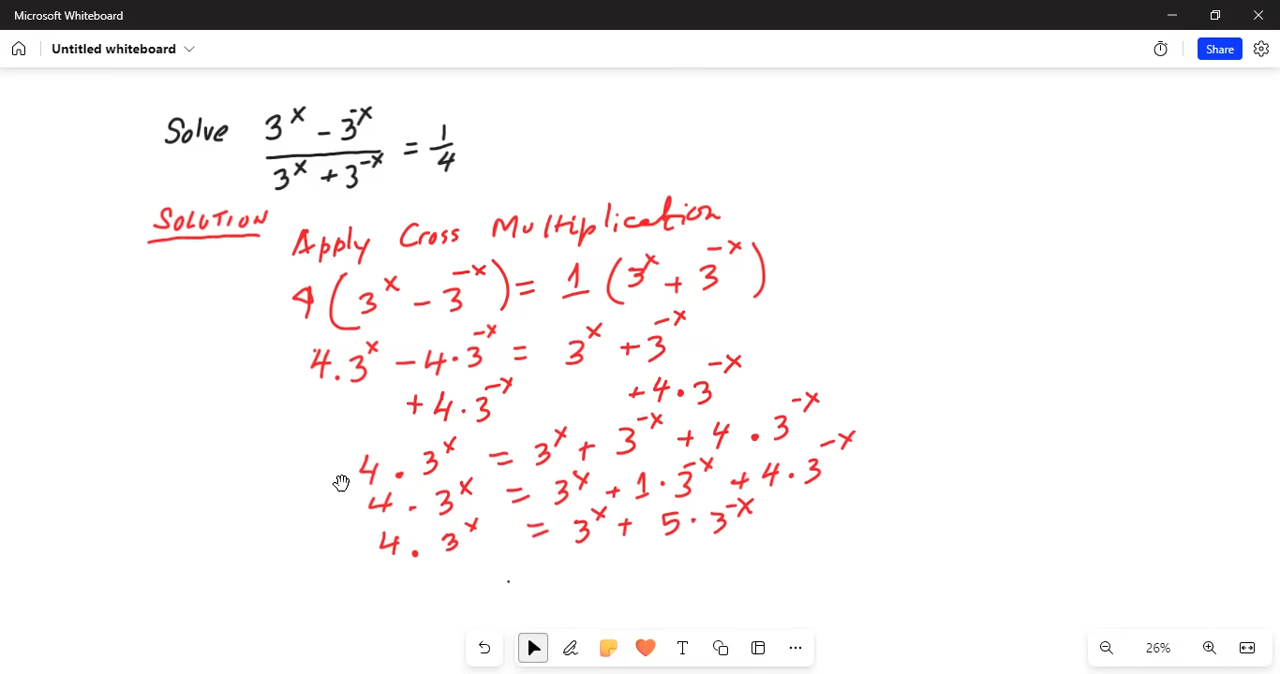 Microsoft Whiteboard
Untitled whiteboard
Share
Solve (3^x - 3^-x)/(3^x + 3^-x) = 1/4
SOLUTION
Apply Cross Multiplication
4(3^x - 3^-x) = 1(3^x + 3^-x)
4.3^x - 4·3^-x = 3^x + 3^-x
+ 4·3^-x + 4·3^-x
4·3^x = 3^x + 3^-x + 4·3^-x
4·3^x = 3^x + 1·3^-x + 4·3^-x
4·3^x = 3^x + 5·3^-x
26%